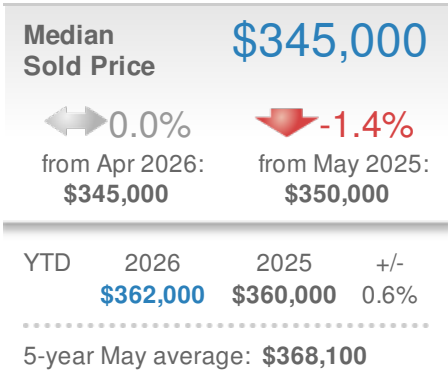 Median $345,000
Sold Price
0.0% -1.4%
from Apr 2026: from May 2025:
$345,000 $350,000
YTD 2026 2025 +/-
$362,000 $360,000 0.6%
5-year May average: $368,100